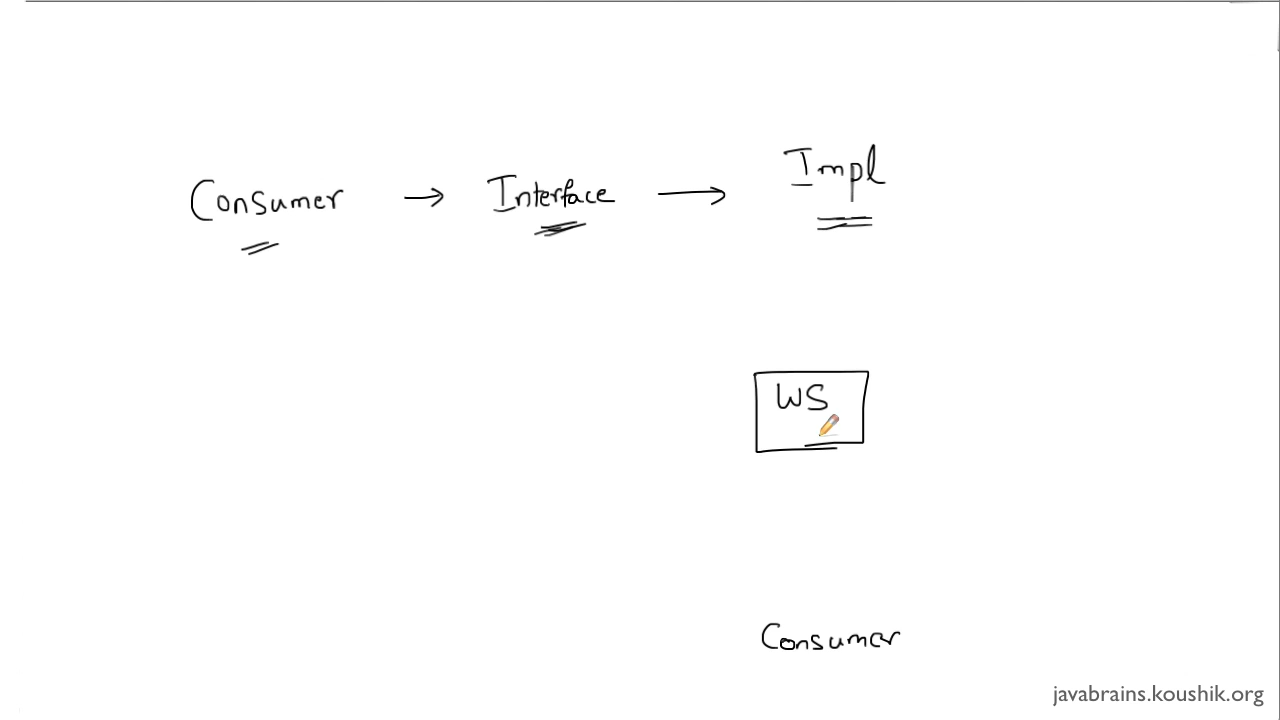 Consumer → Interface → Impl
WS
Consumer
javabrains.koushik.org